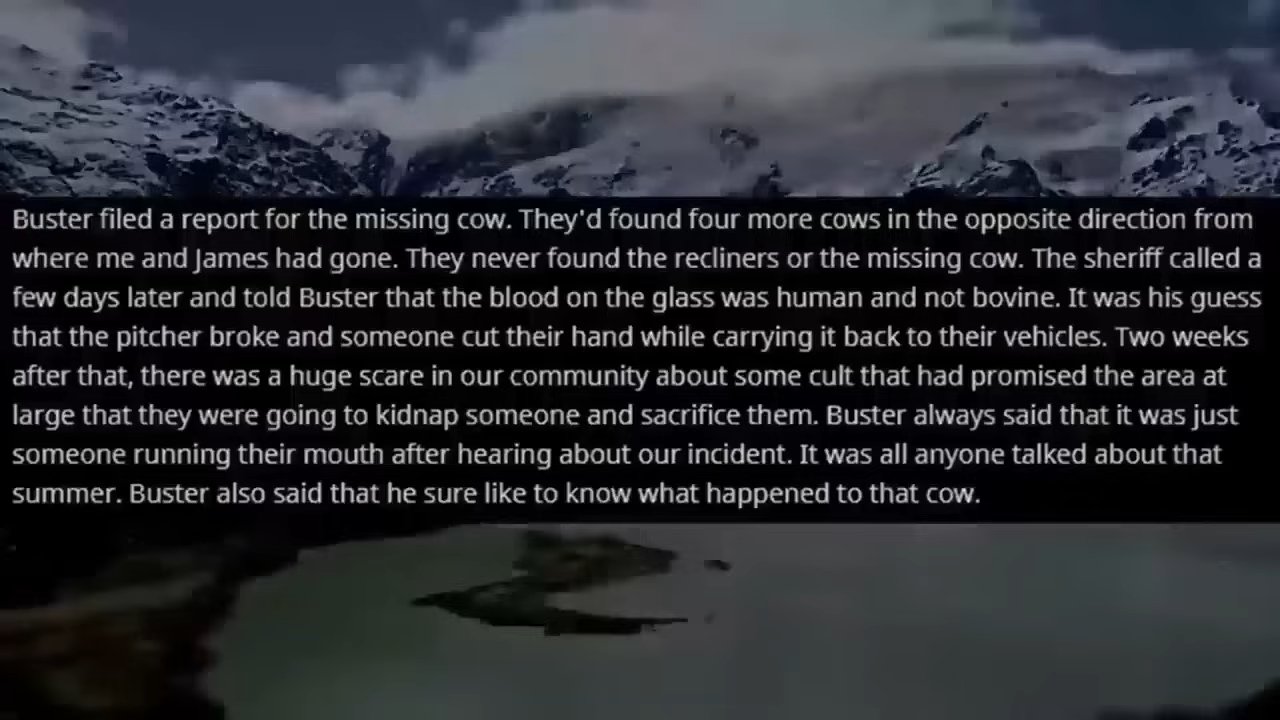 Buster filed a report for the missing cow. They'd found four more cows in the opposite direction from
where me and James had gone. They never found the recliners or the missing cow. The sheriff called a
few days later and told Buster that the blood on the glass was human and not bovine. It was his guess
that the pitcher broke and someone cut their hand while carrying it back to their vehicles. Two weeks
after that, there was a huge scare in our community about some cult that had promised the area at
large that they were going to kidnap someone and sacrifice them. Buster always said that it was just
someone running their mouth after hearing about our incident. It was all anyone talked about that
summer. Buster also said that he sure like to know what happened to that cow.